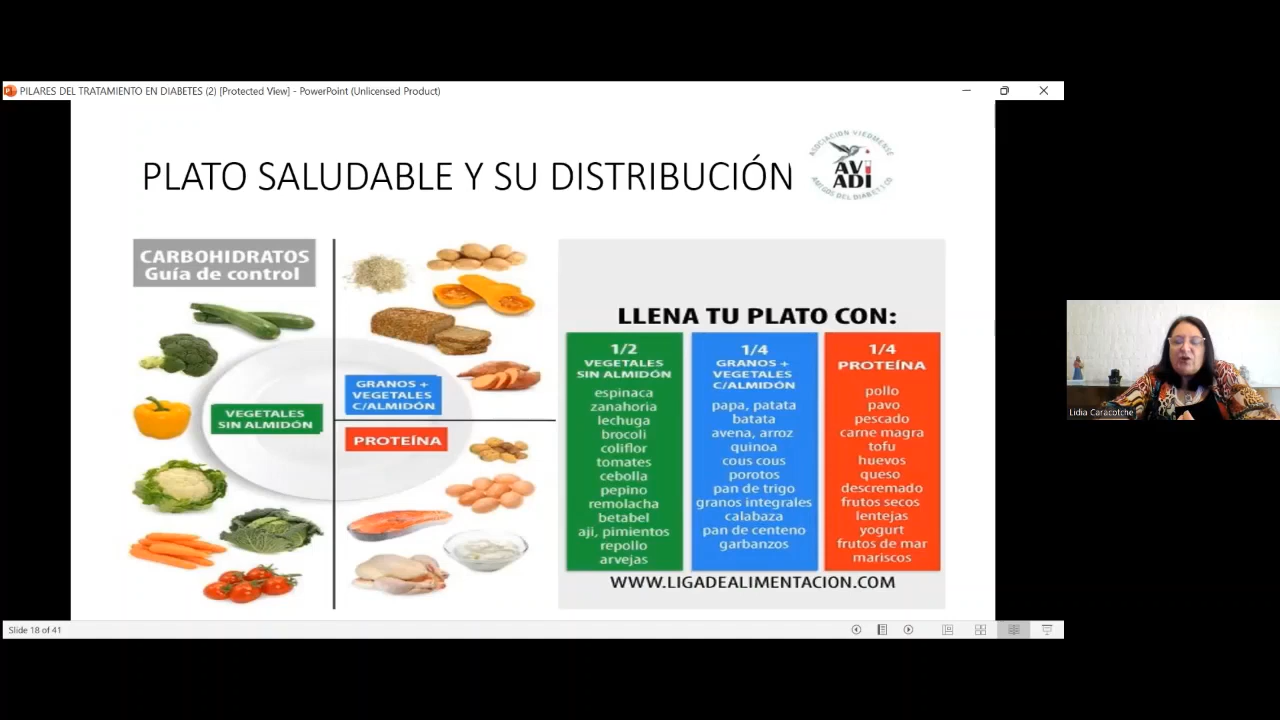 PILARES DEL TRATAMIENTO EN DIABETES (2) [Protected View] - PowerPoint (Unlicensed Product)
PLATO SALUDABLE Y SU DISTRIBUCIÓN
ASOCIACION VIEDMENSE
AVI
ADI
AMIGOS DEL DIABETICO
CARBOHIDRATOS
Guía de control
VEGETALES
SIN ALMIDÓN
GRANOS +
VEGETALES
C/ALMIDÓN
PROTEÍNA
LLENA TU PLATO CON:
1/2
VEGETALES
SIN ALMIDÓN
espinaca
zanahoria
lechuga
brocoli
coliflor
tomates
cebolla
pepino
remolacha
betabel
aji, pimientos
repollo
arvejas
1/4
GRANOS +
VEGETALES
C/ALMIDÓN
papa, patata
batata
avena, arroz
quinoa
cous cous
porotos
pan de trigo
granos integrales
calabaza
pan de centeno
garbanzos
1/4
PROTEÍNA
pollo
pavo
pescado
carne magra
tofu
huevos
queso
descremado
frutos secos
lentejas
yogurt
frutos de mar
mariscos
WWW.LIGADEALIMENTACION.COM
Lidia Caracotche
Slide 18 of 41